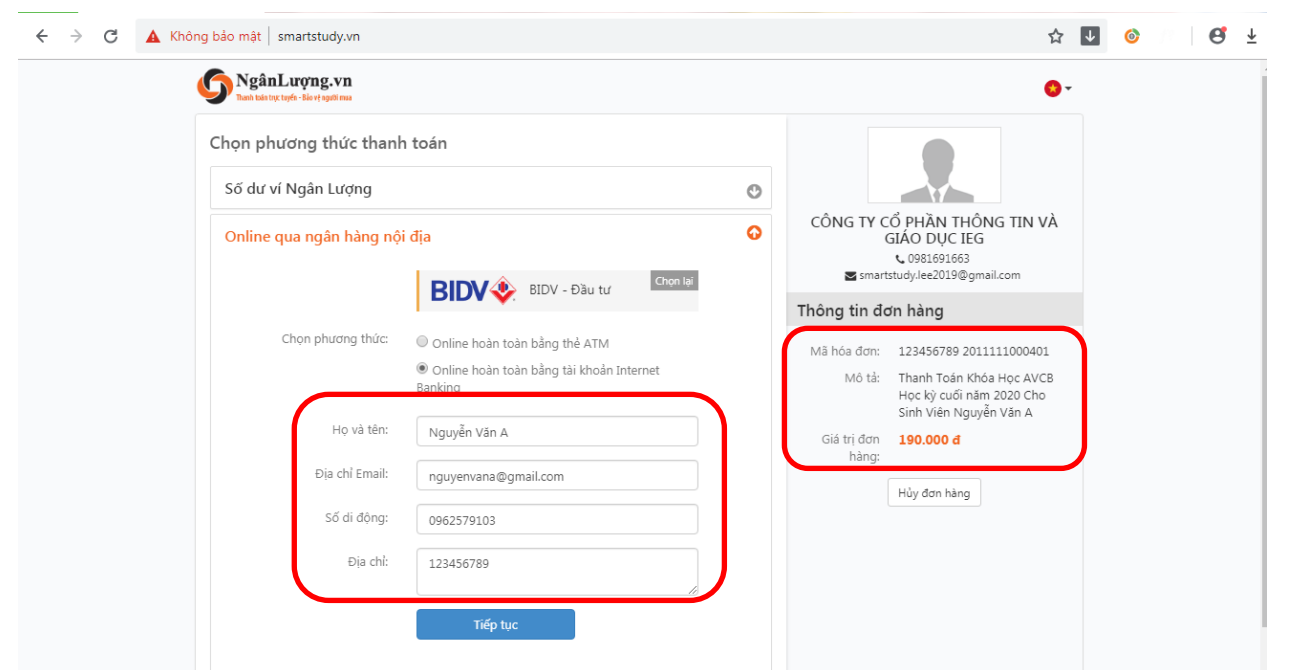 Không bảo mật
smartstudy.vn
NgânLượng.vn
Thanh toán trực tuyến - Bảo vệ người mua
Chọn phương thức thanh toán
Số dư ví Ngân Lượng
Online qua ngân hàng nội địa
BIDV
BIDV - Đầu tư
Chọn lại
Chọn phương thức:
Online hoàn toàn bằng thẻ ATM
Online hoàn toàn bằng tài khoản Internet
Banking
Họ và tên:
Nguyễn Văn A
Địa chỉ Email:
nguyenvana@gmail.com
Số di động:
0962579103
Địa chỉ:
123456789
Tiếp tục
CÔNG TY CỔ PHẦN THÔNG TIN VÀ
GIÁO DỤC IEG
0981691663
smartstudy.lee2019@gmail.com
Thông tin đơn hàng
Mã hóa đơn:
123456789 2011111000401
Mô tả:
Thanh Toán Khóa Học AVCB
Học kỳ cuối năm 2020 Cho
Sinh Viên Nguyễn Văn A
Giá trị đơn
hàng:
190.000 đ
Hủy đơn hàng